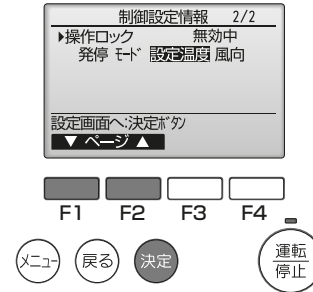 制御設定情報 2/2
▶操作ロック 無効中
発停 ﾓｰﾄﾞ 設定温度 風向
設定画面へ:決定ﾎﾞﾀﾝ
▼ ページ ▲
F1 F2 F3 F4
メニュー 戻る 決定 運転
停止